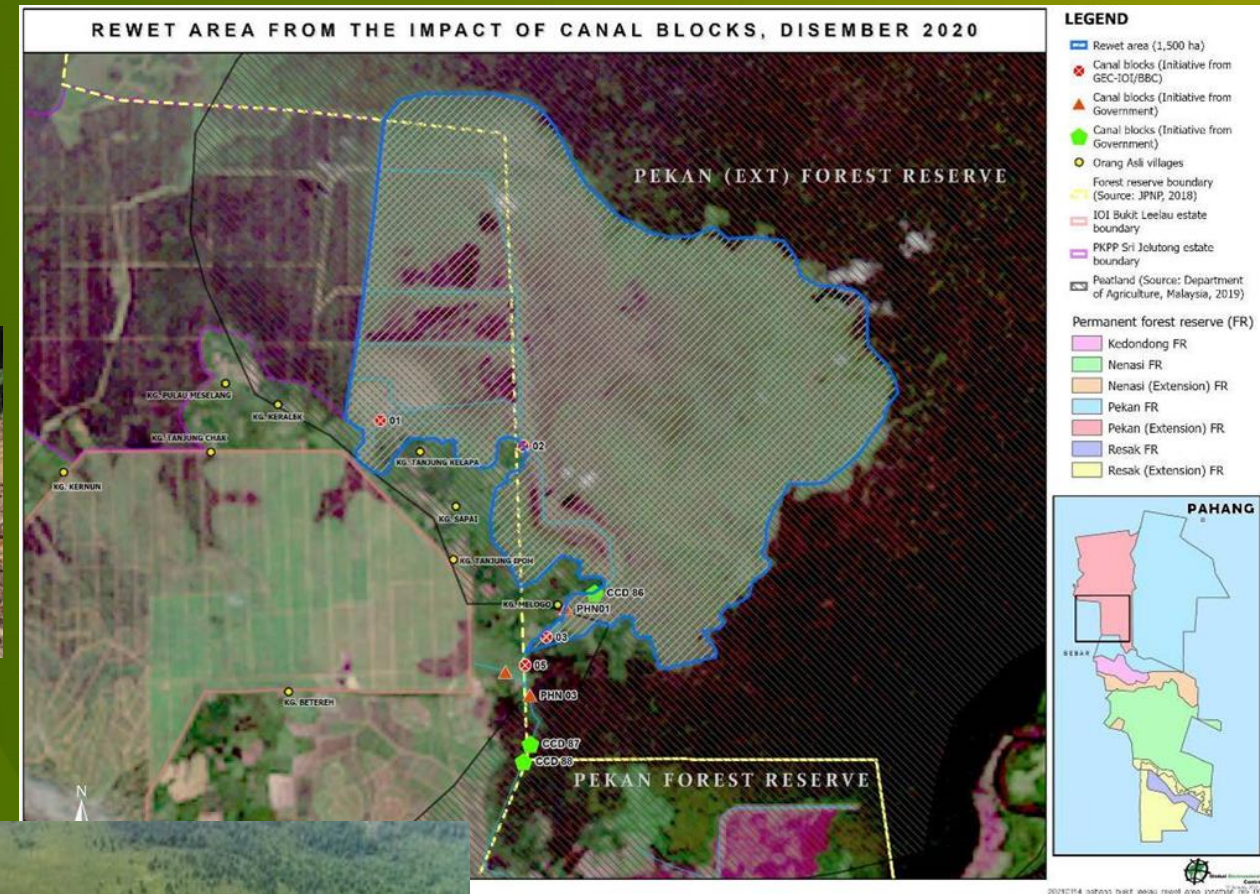 REWET AREA FROM THE IMPACT OF CANAL BLOCKS, DISEMBER 2020
PEKAN (EXT) FOREST RESERVE
KG. PULAU MESELANG
KG. KERALEK
01
02
KG. TANJUNG CHAR
KG. TANJUNG KELAPA
KG. KERNUN
KG. SAPAI
KG. TANJUNG IPOH
CCD 86
KG. MELOGO
PHN01
03
05
PHN 03
KG. BETEREH
CCD 87
CCD 88
PEKAN FOREST RESERVE
N
LEGEND
Rewet area (1,500 ha)
Canal blocks (Initiative from
GEC-IOI/BBC)
Canal blocks (Initiative from
Government)
Canal blocks (Initiative from
Government)
Orang Asli villages
Forest reserve boundary
(Source: JPNP, 2018)
IOI Bukit Leelau estate
boundary
PKPP Sri Jelutong estate
boundary
Peatland (Source: Department
of Agriculture, Malaysia, 2019)
Permanent forest reserve (FR)
Kedondong FR
Nenasi FR
Nenasi (Extension) FR
Pekan FR
Pekan (Extension) FR
Resak FR
Resak (Extension) FR
PAHANG
BEBAR